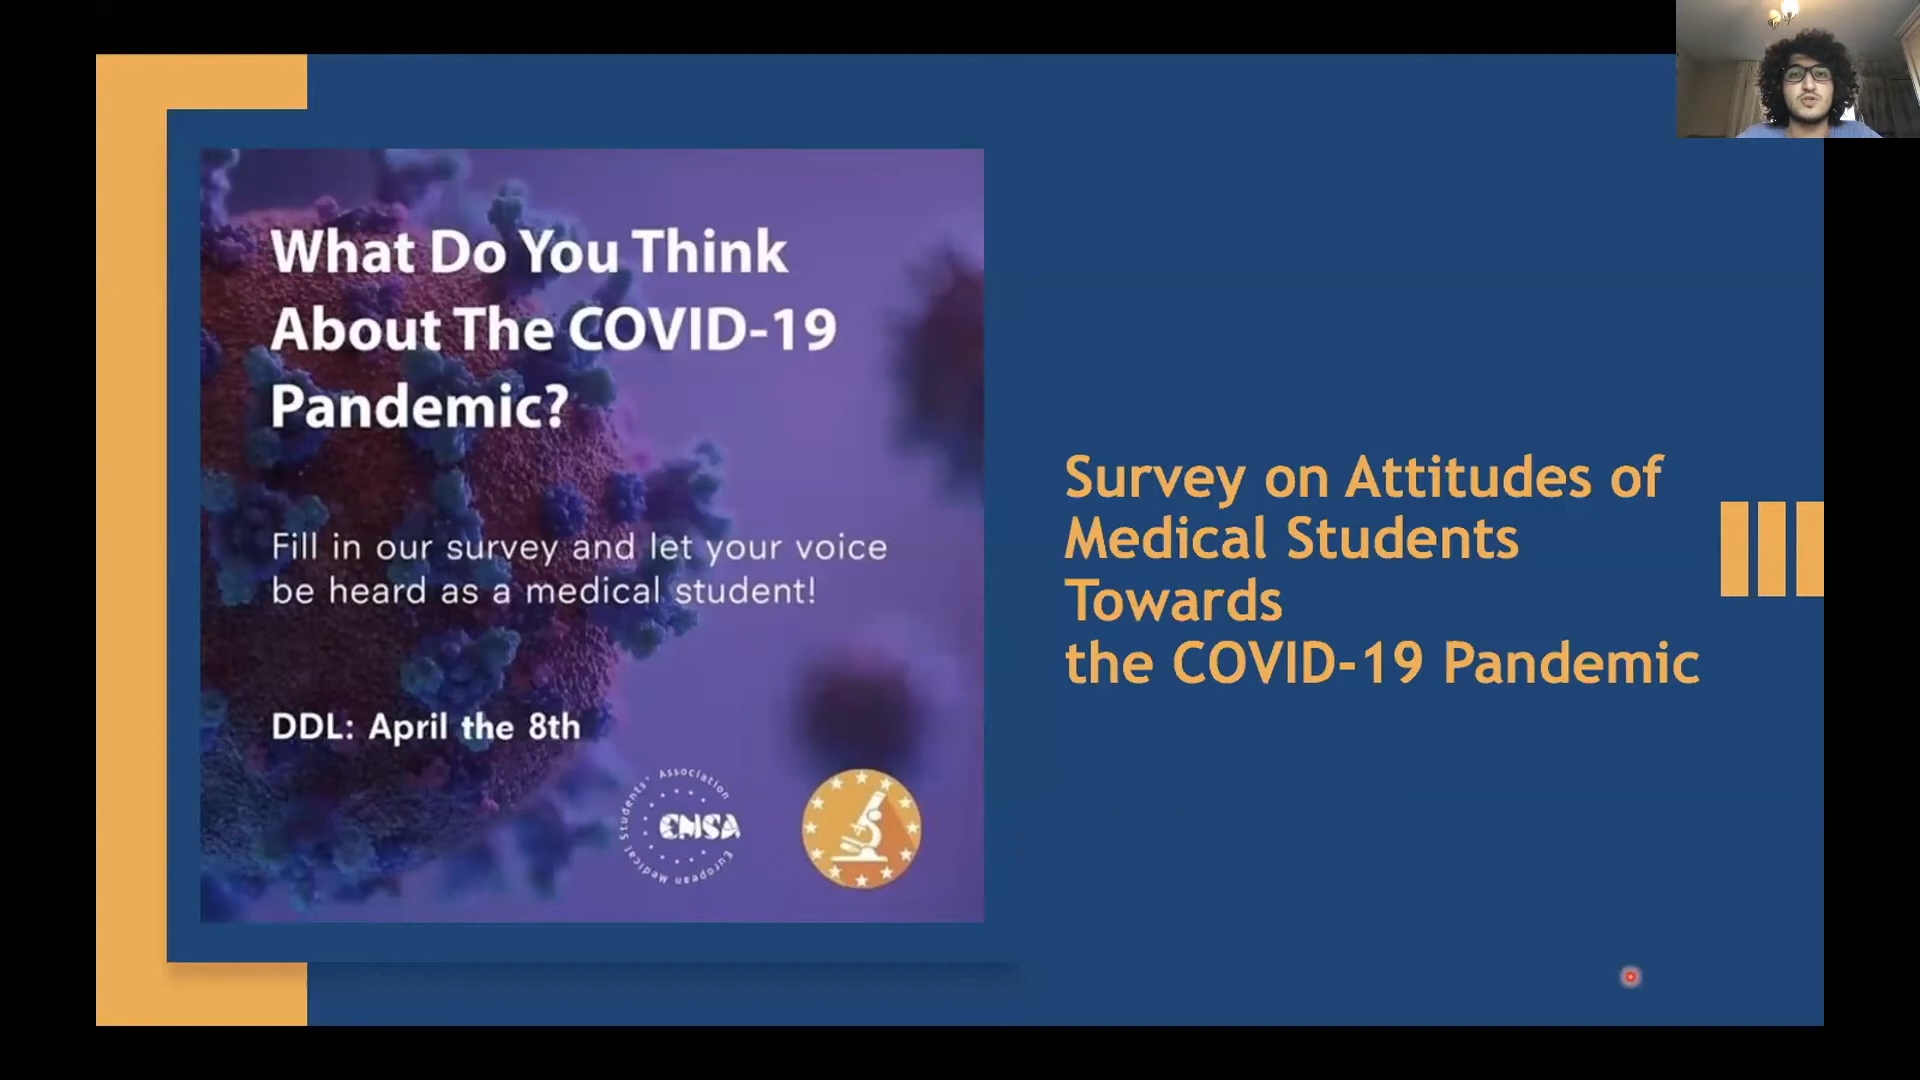 What Do You Think
About The COVID-19
Pandemic?
Fill in our survey and let your voice
be heard as a medical student!
DDL: April the 8th
European Medical Students' Association
EMSA
Survey on Attitudes of
Medical Students
Towards
the COVID-19 Pandemic